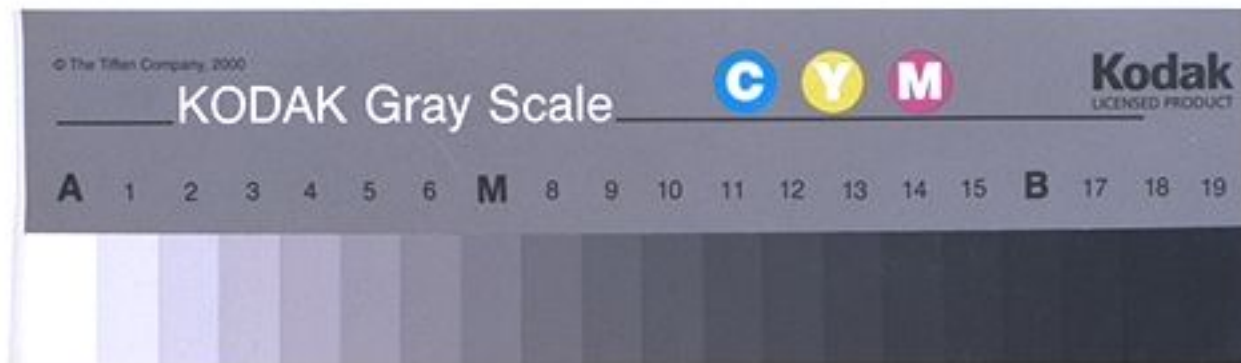 © The Tiffen Company, 2000
KODAK Gray Scale
C Y M
Kodak
LICENSED PRODUCT
A 1 2 3 4 5 6 M 8 9 10 11 12 13 14 15 B 17 18 19